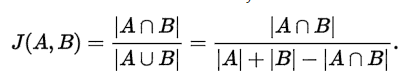 J(A, B) = |A ∩ B| / |A ∪ B| = |A ∩ B| / (|A| + |B| − |A ∩ B|).